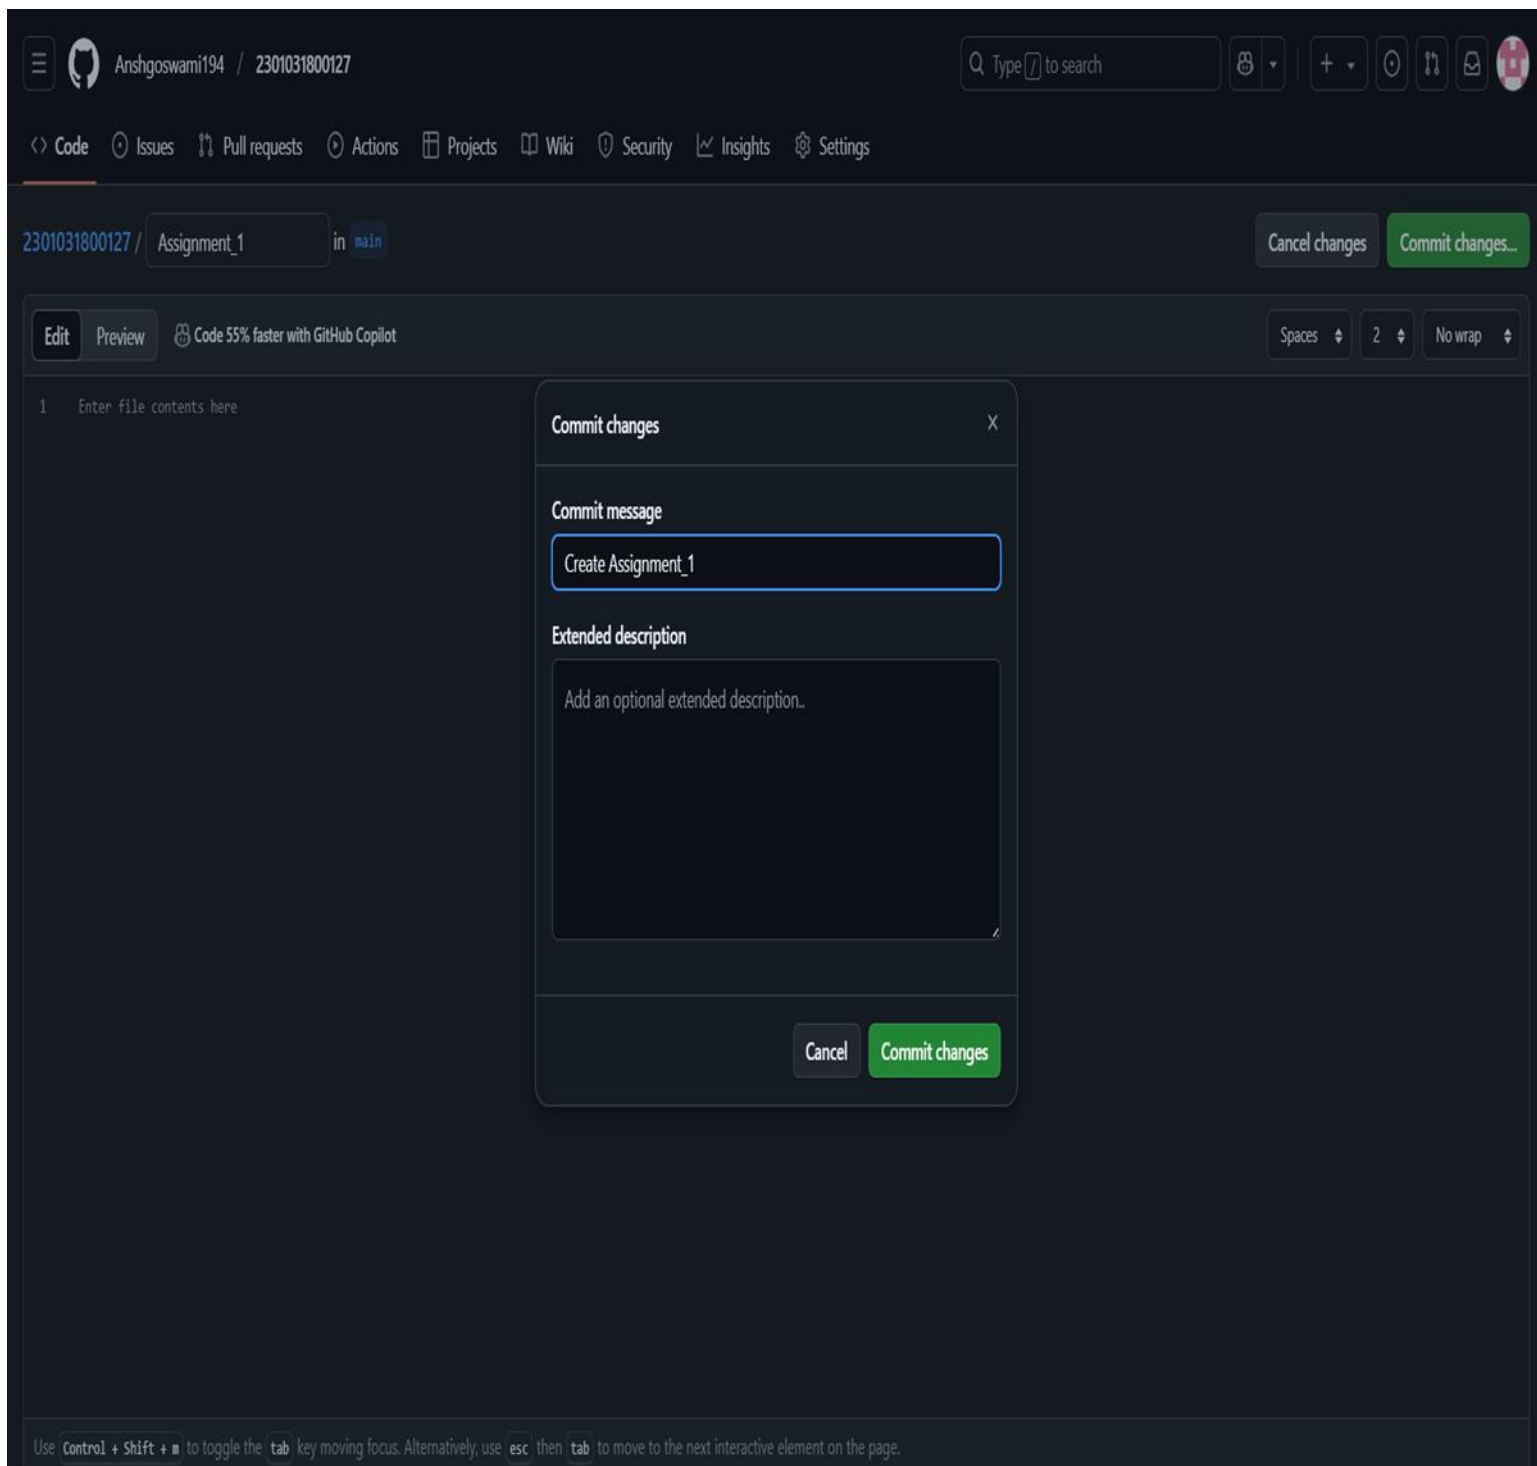 Anshgoswami194 / 2301031800127
Type / to search
Code Issues Pull requests Actions Projects Wiki Security Insights Settings
2301031800127 / Assignment_1 in main
Cancel changes Commit changes...
Edit Preview Code 55% faster with GitHub Copilot
Spaces 2 No wrap
1 Enter file contents here
Commit changes X
Commit message
Create Assignment_1
Extended description
Add an optional extended description..
Cancel Commit changes
Use Control + Shift + m to toggle the tab key moving focus. Alternatively, use esc then tab to move to the next interactive element on the page.